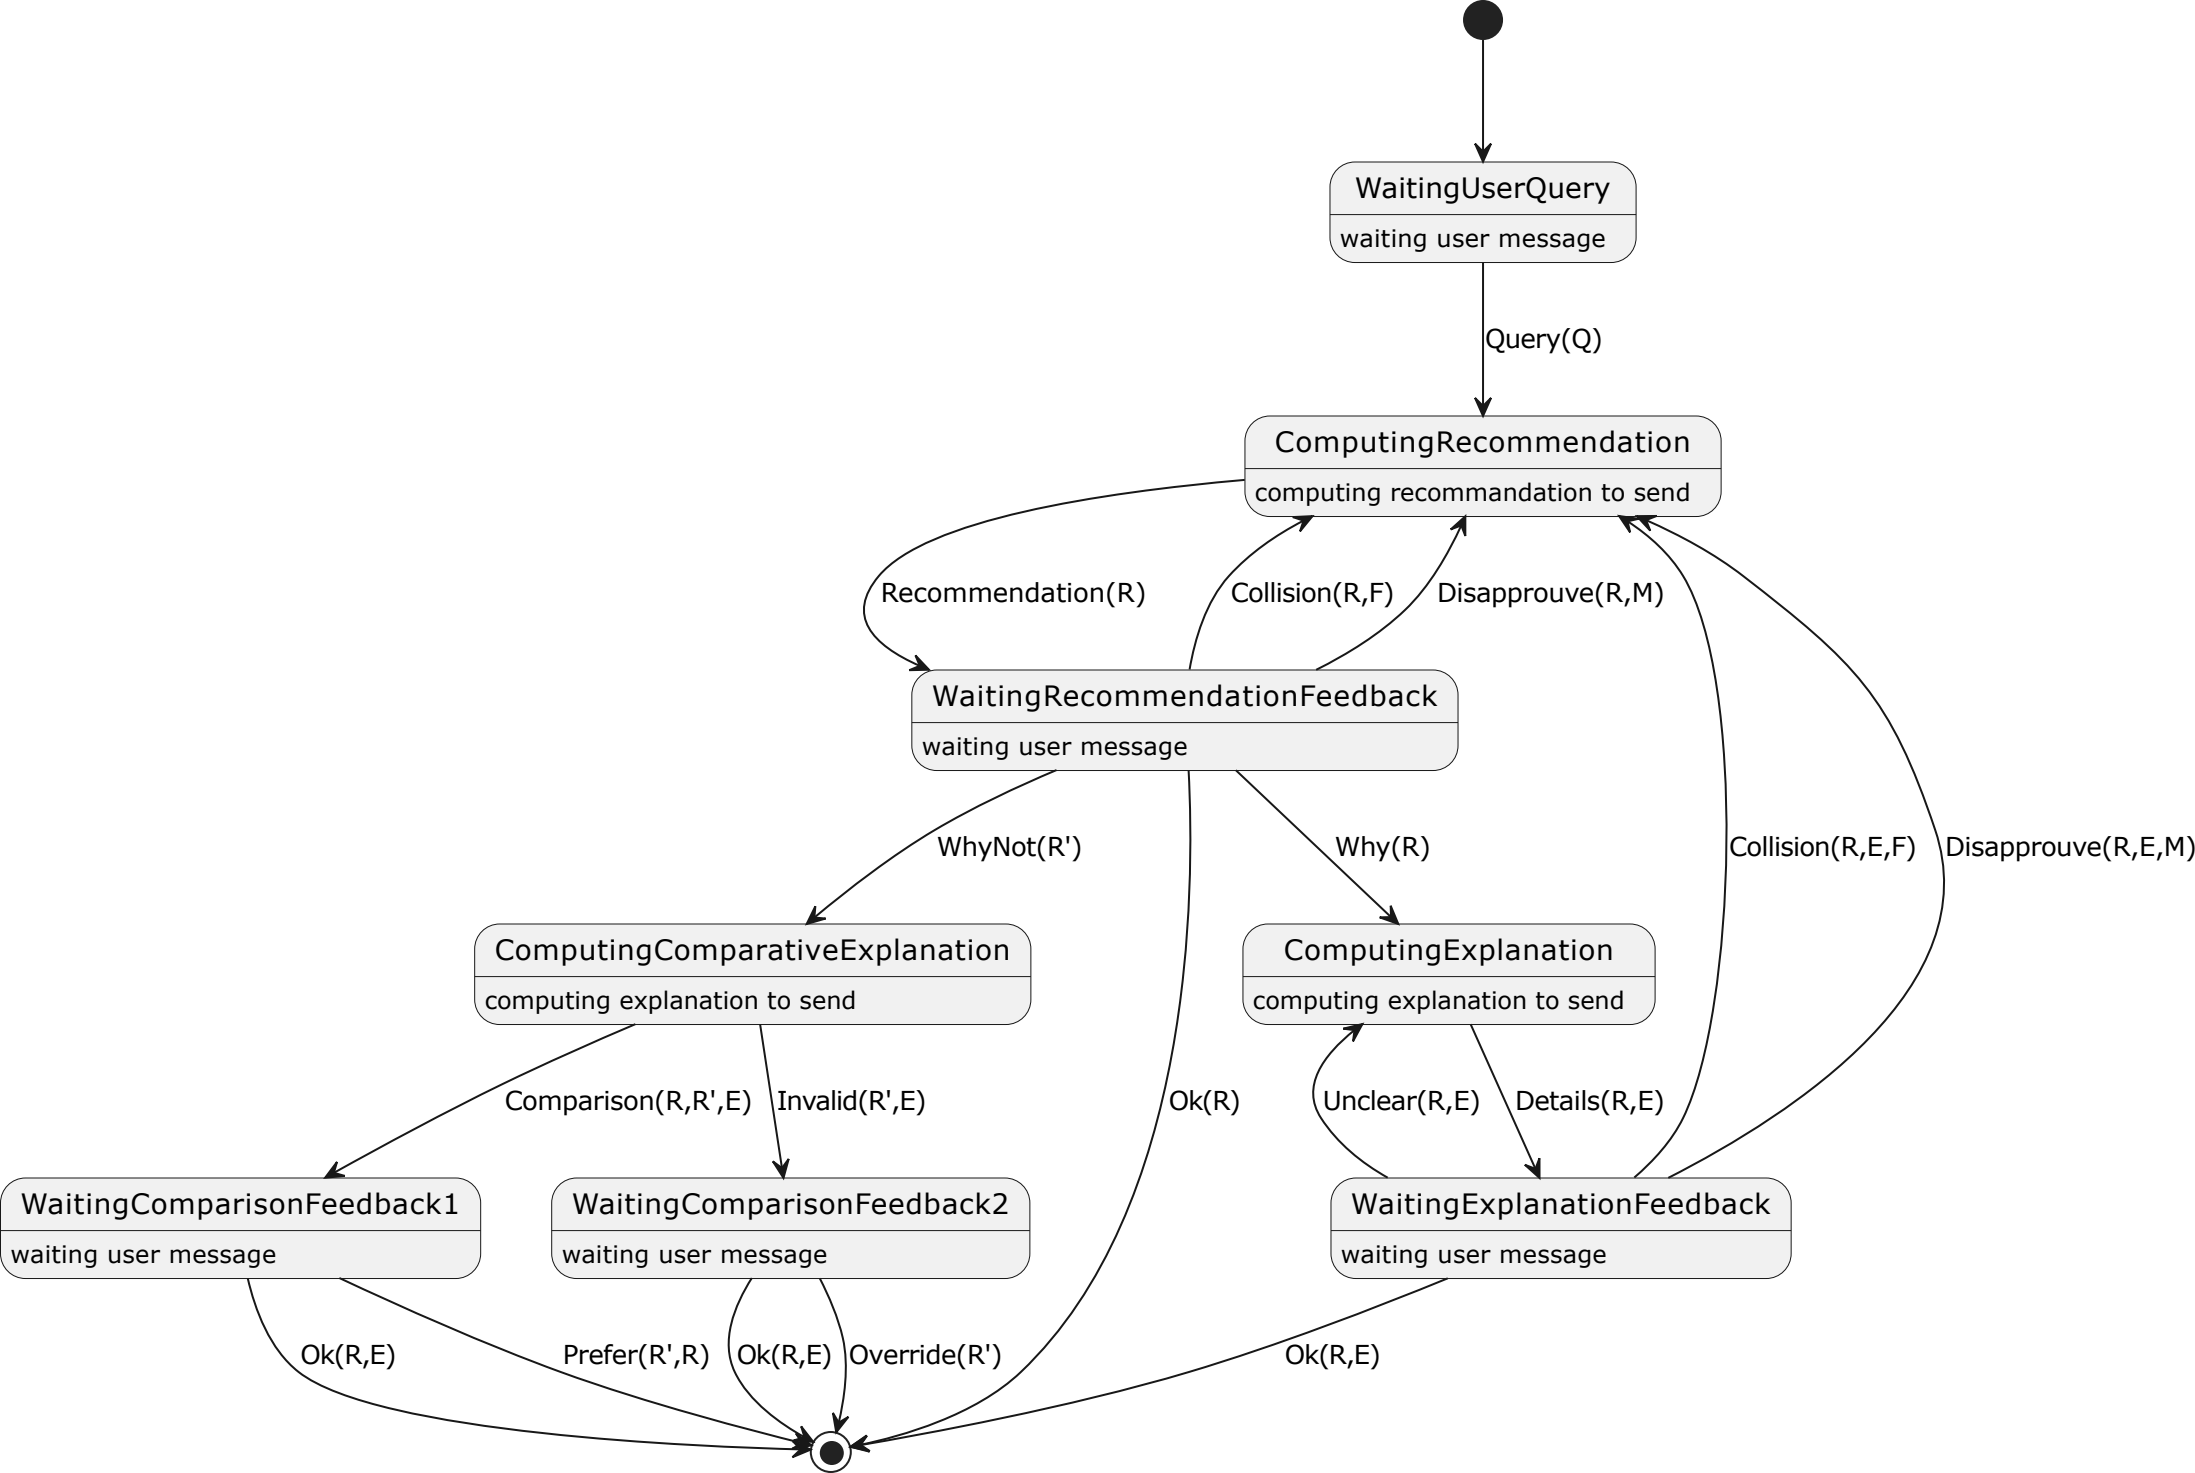 WaitingUserQuery
waiting user message
Query(Q)
ComputingRecommendation
computing recommandation to send
Recommendation(R)
Collision(R,F)
Disapprouve(R,M)
WaitingRecommendationFeedback
waiting user message
WhyNot(R')
Why(R)
Collision(R,E,F)
Disapprouve(R,E,M)
ComputingComparativeExplanation
computing explanation to send
ComputingExplanation
computing explanation to send
Comparison(R,R',E)
Invalid(R',E)
Ok(R)
Unclear(R,E)
Details(R,E)
WaitingComparisonFeedback1
waiting user message
WaitingComparisonFeedback2
waiting user message
WaitingExplanationFeedback
waiting user message
Ok(R,E)
Prefer(R',R)
Ok(R,E)
Override(R')
Ok(R,E)